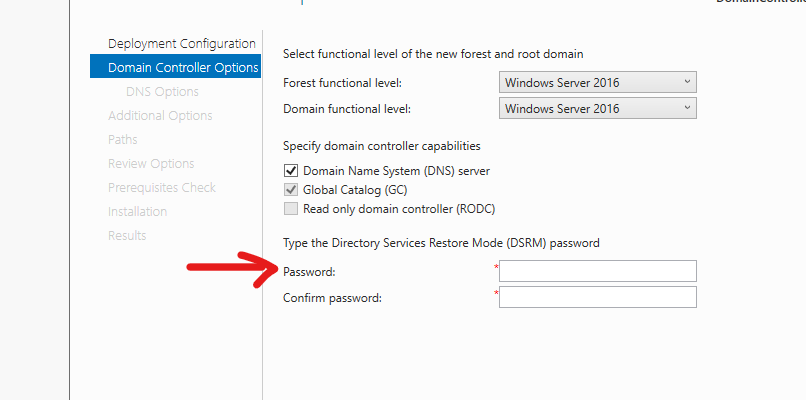 Deployment Configuration
Domain Controller Options
DNS Options
Additional Options
Paths
Review Options
Prerequisites Check
Installation
Results
Select functional level of the new forest and root domain
Forest functional level: Windows Server 2016
Domain functional level: Windows Server 2016
Specify domain controller capabilities
Domain Name System (DNS) server
Global Catalog (GC)
Read only domain controller (RODC)
Type the Directory Services Restore Mode (DSRM) password
Password: *
Confirm password: *